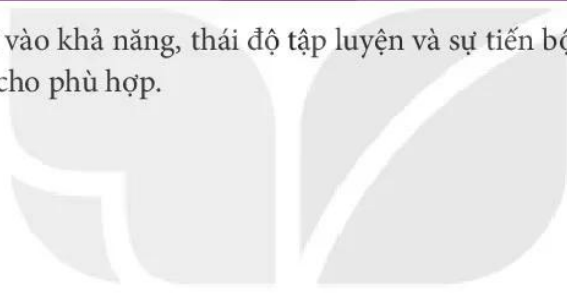 vào khả năng, thái độ tập luyện và sự tiến bộ
cho phù hợp.